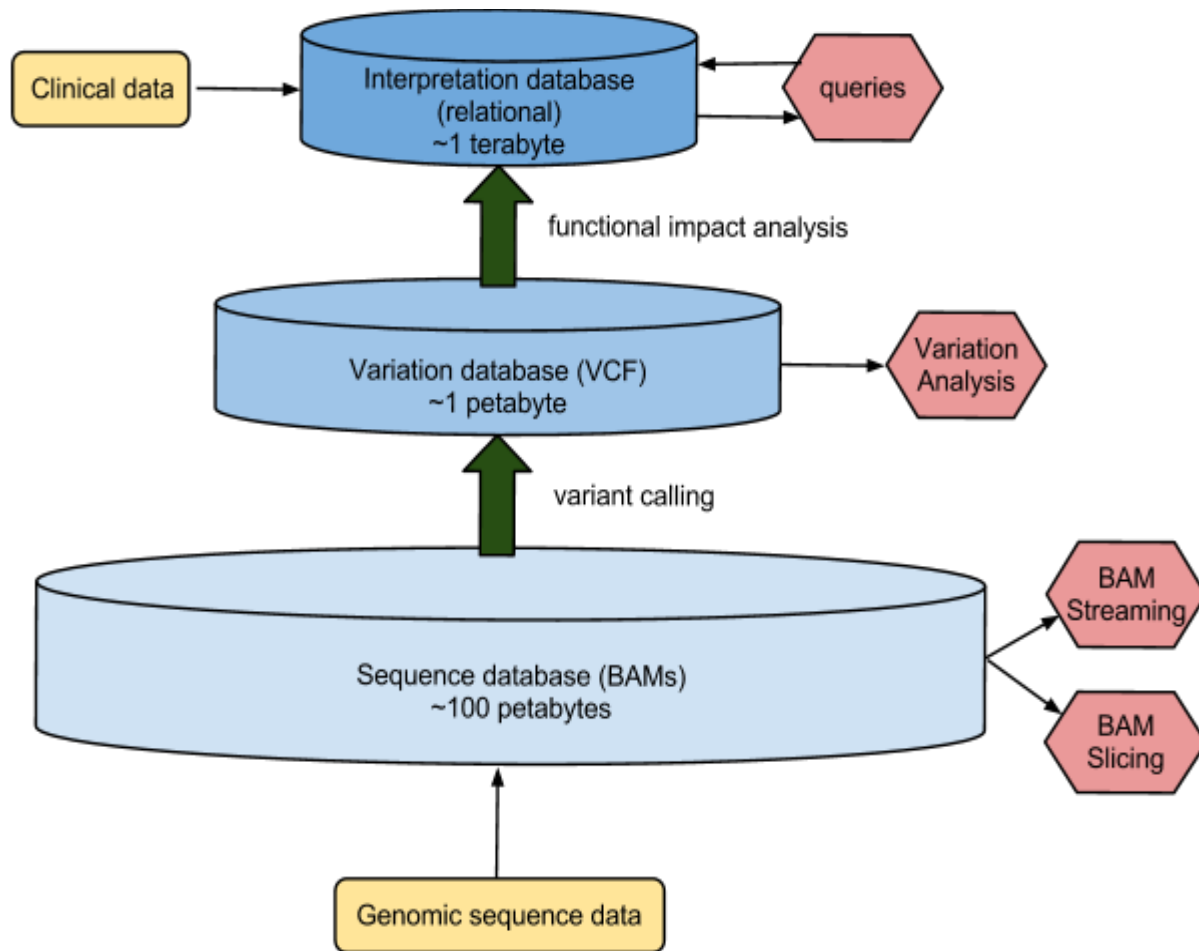 Clinical data
Interpretation database
(relational)
~1 terabyte
queries
functional impact analysis
Variation database (VCF)
~1 petabyte
Variation
Analysis
variant calling
BAM
Streaming
Sequence database (BAMs)
~100 petabytes
BAM
Slicing
Genomic sequence data